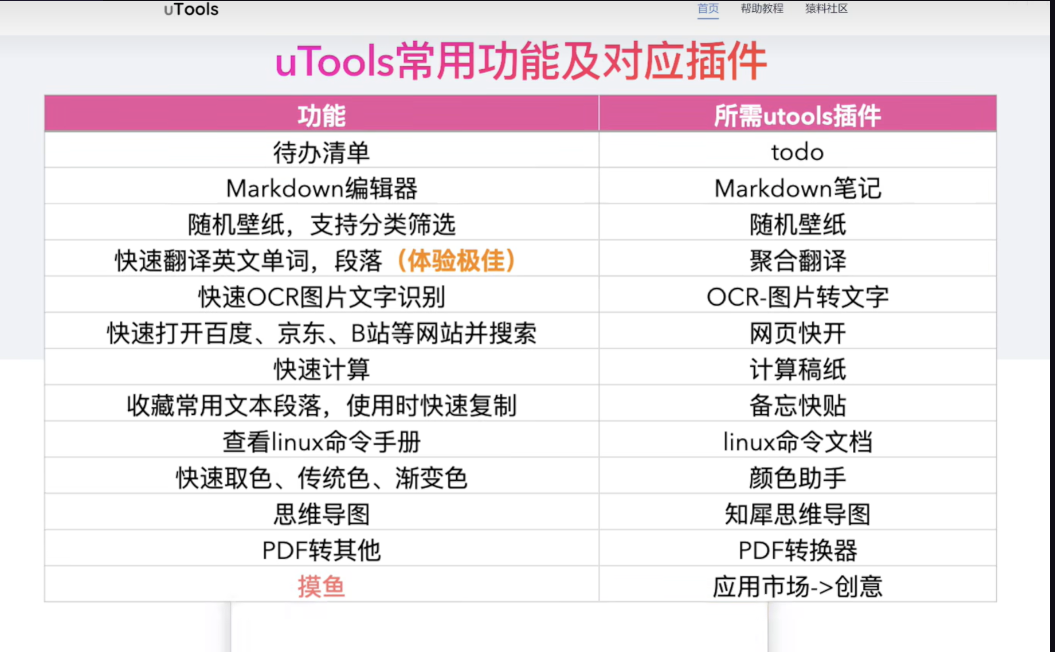 uTools
首页 帮助教程 猿料社区
uTools常用功能及对应插件
功能 所需utools插件
待办清单 todo
Markdown编辑器 Markdown笔记
随机壁纸，支持分类筛选 随机壁纸
快速翻译英文单词，段落（体验极佳） 聚合翻译
快速OCR图片文字识别 OCR-图片转文字
快速打开百度、京东、B站等网站并搜索 网页快开
快速计算 计算稿纸
收藏常用文本段落，使用时快速复制 备忘快贴
查看linux命令手册 linux命令文档
快速取色、传统色、渐变色 颜色助手
思维导图 知犀思维导图
PDF转其他 PDF转换器
摸鱼 应用市场->创意